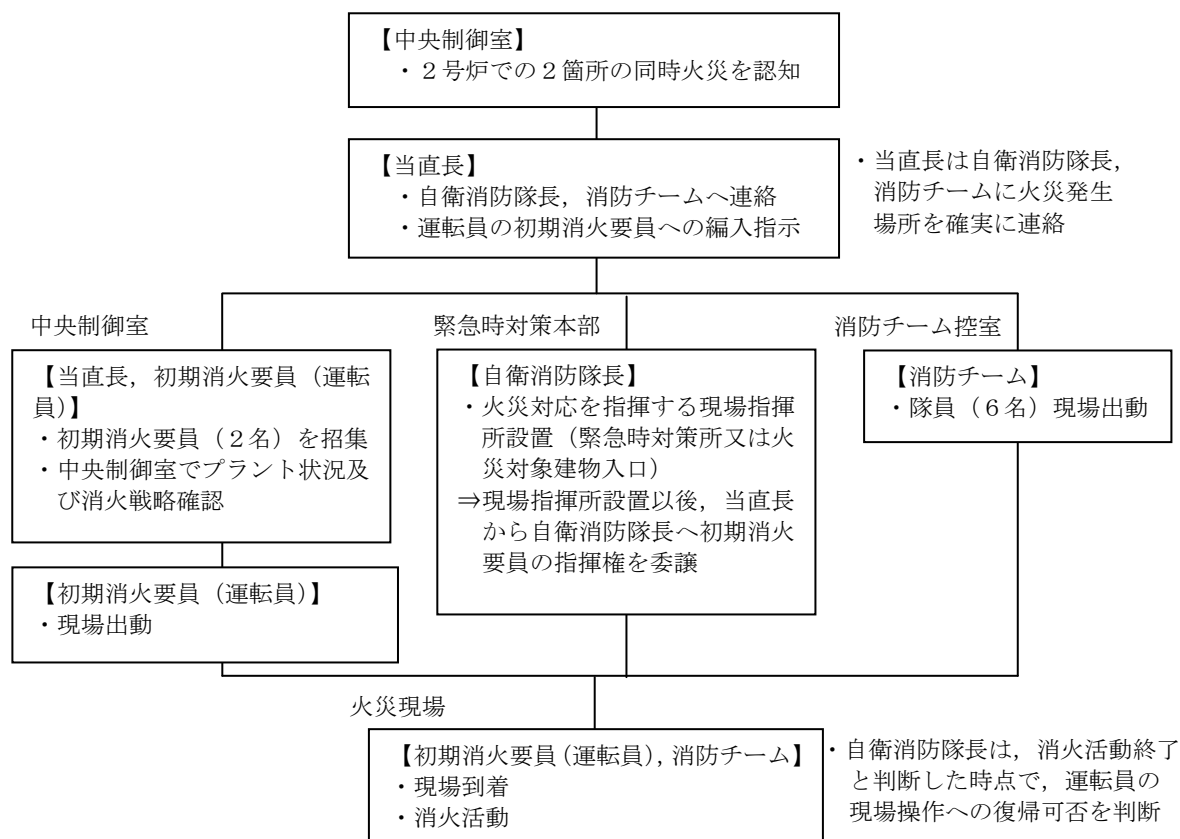 【中央制御室】
・２号炉での２箇所の同時火災を認知
【当直長】
・自衛消防隊長，消防チームへ連絡
・運転員の初期消火要員への編入指示
・当直長は自衛消防隊長，
消防チームに火災発生
場所を確実に連絡
中央制御室
【当直長，初期消火要員（運転
員）】
・初期消火要員（２名）を招集
・中央制御室でプラント状況及
び消火戦略確認
【初期消火要員（運転員）】
・現場出動
緊急時対策本部
【自衛消防隊長】
・火災対応を指揮する現場指揮
所設置（緊急時対策所又は火
災対象建物入口）
⇒現場指揮所設置以後，当直長
から自衛消防隊長へ初期消火
要員の指揮権を委譲
消防チーム控室
【消防チーム】
・隊員（６名）現場出動
火災現場
【初期消火要員（運転員），消防チーム】
・現場到着
・消火活動
・自衛消防隊長は，消火活動終了
と判断した時点で，運転員の
現場操作への復帰可否を判断